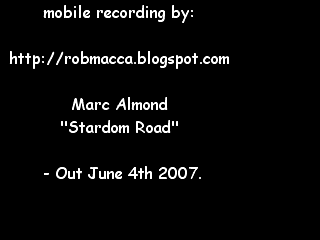 mobile recording by:
http://robmacca.blogspot.com
Marc Almond
"Stardom Road"
- Out June 4th 2007.